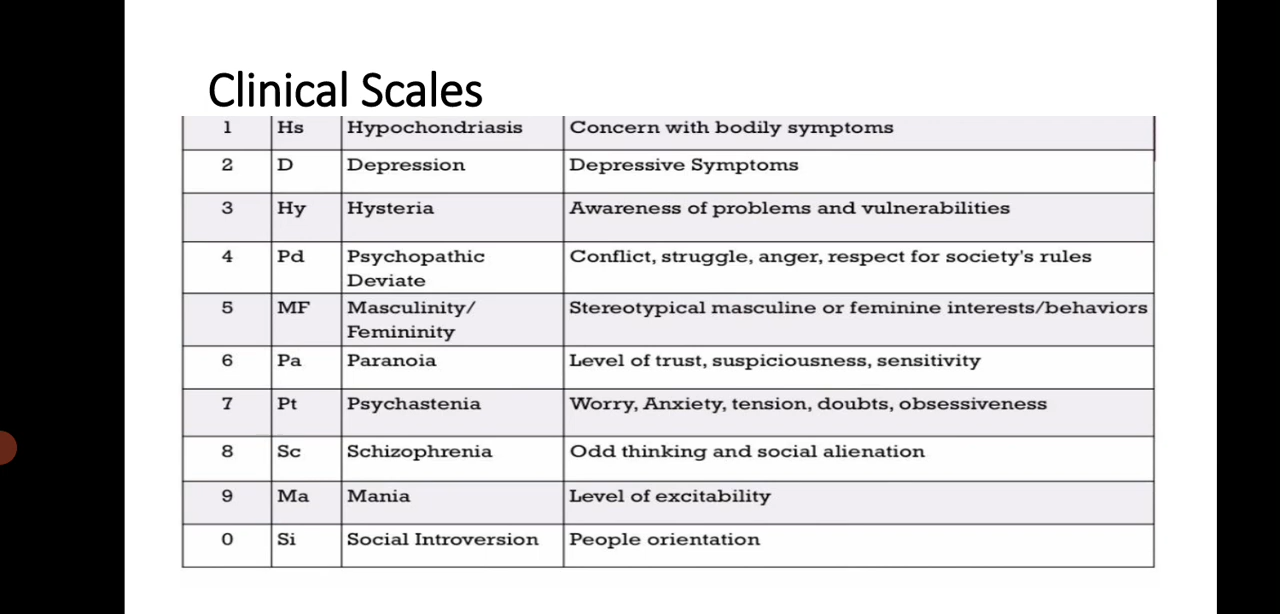 Clinical Scales
1 Hs Hypochondriasis Concern with bodily symptoms
2 D Depression Depressive Symptoms
3 Hy Hysteria Awareness of problems and vulnerabilities
4 Pd Psychopathic Conflict, struggle, anger, respect for society's rules
Deviate
5 MF Masculinity/ Stereotypical masculine or feminine interests/behaviors
Femininity
6 Pa Paranoia Level of trust, suspiciousness, sensitivity
7 Pt Psychastenia Worry, Anxiety, tension, doubts, obsessiveness
8 Sc Schizophrenia Odd thinking and social alienation
9 Ma Mania Level of excitability
0 Si Social Introversion People orientation